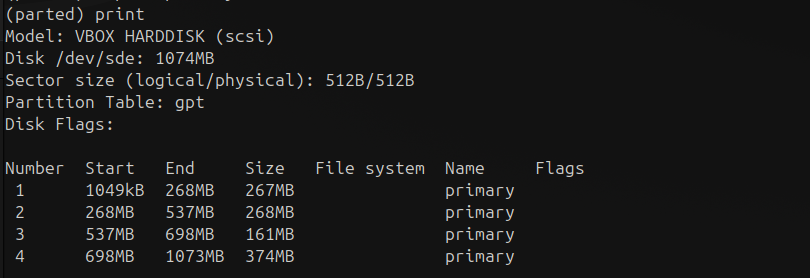 (parted) print
Model: VBOX HARDDISK (scsi)
Disk /dev/sde: 1074MB
Sector size (logical/physical): 512B/512B
Partition Table: gpt
Disk Flags:

Number  Start   End     Size   File system  Name     Flags
 1      1049kB  268MB   267MB               primary
 2      268MB   537MB   268MB               primary
 3      537MB   698MB   161MB               primary
 4      698MB   1073MB  374MB               primary